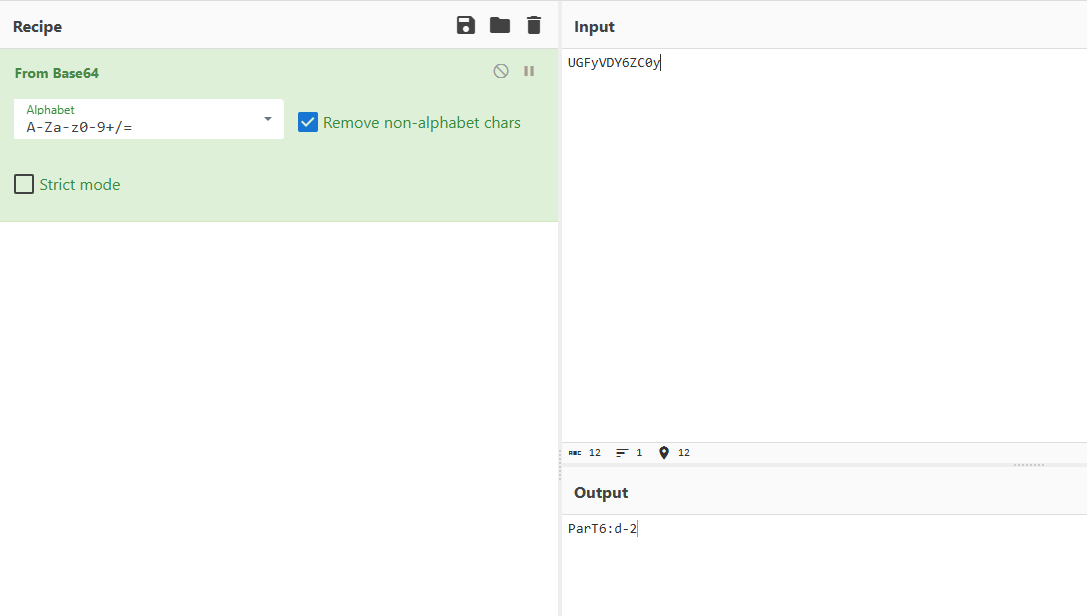 Recipe
From Base64
Alphabet
A-Za-z0-9+/=
Remove non-alphabet chars
Strict mode
Input
UGFyVDY6ZC0y
ABC 12 1 12
Output
ParT6:d-2